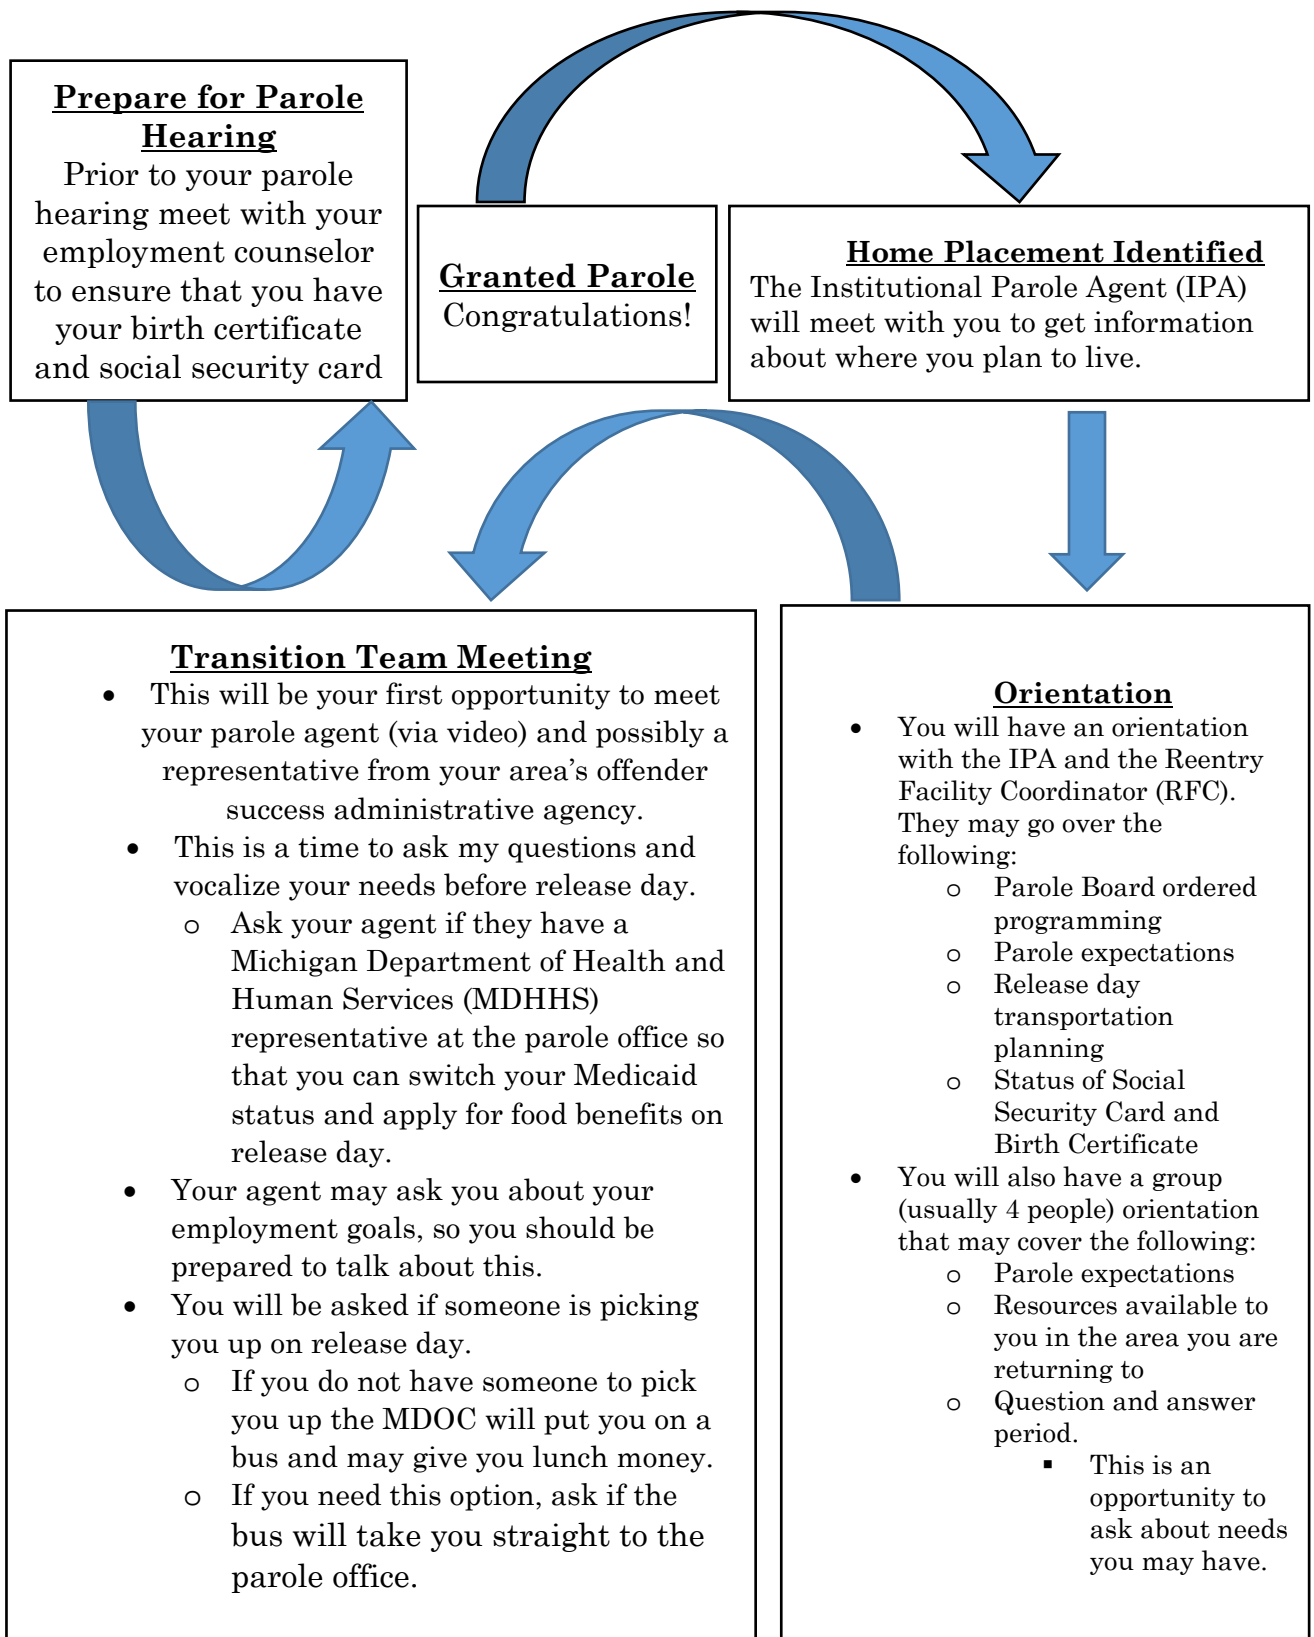 Prepare for Parole
Hearing
Prior to your parole
hearing meet with your
employment counselor
to ensure that you have
your birth certificate
and social security card
Granted Parole
Congratulations!
Home Placement Identified
The Institutional Parole Agent (IPA)
will meet with you to get information
about where you plan to live.
Orientation
• You will have an orientation
with the IPA and the Reentry
Facility Coordinator (RFC).
They may go over the
following:
o Parole Board ordered
programming
o Parole expectations
o Release day
transportation
planning
o Status of Social
Security Card and
Birth Certificate
• You will also have a group
(usually 4 people) orientation
that may cover the following:
o Parole expectations
o Resources available to
you in the area you are
returning to
o Question and answer
period.
▪ This is an
opportunity to
ask about needs
you may have.
Transition Team Meeting
• This will be your first opportunity to meet
your parole agent (via video) and possibly a
representative from your area’s offender
success administrative agency.
• This is a time to ask my questions and
vocalize your needs before release day.
o Ask your agent if they have a
Michigan Department of Health and
Human Services (MDHHS)
representative at the parole office so
that you can switch your Medicaid
status and apply for food benefits on
release day.
• Your agent may ask you about your
employment goals, so you should be
prepared to talk about this.
• You will be asked if someone is picking
you up on release day.
o If you do not have someone to pick
you up the MDOC will put you on a
bus and may give you lunch money.
o If you need this option, ask if the
bus will take you straight to the
parole office.